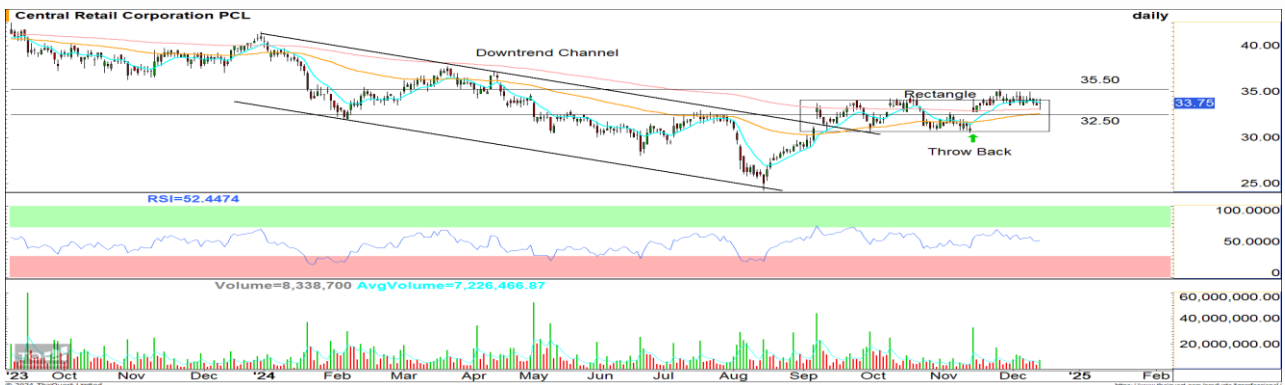 Central Retail Corporation PCL
daily
Downtrend Channel
40.00
35.50
Rectangle
35.00
33.75
32.50
30.00
Throw Back
25.00
RSI=52.4474
100.0000
50.0000
0
Volume=8,338,700 AvgVolume=7,226,466.87
60,000,000.00
40,000,000.00
20,000,000.00
'23 Oct Nov Dec '24 Feb Mar Apr May Jun Jul Aug Sep Oct Nov Dec '25 Feb